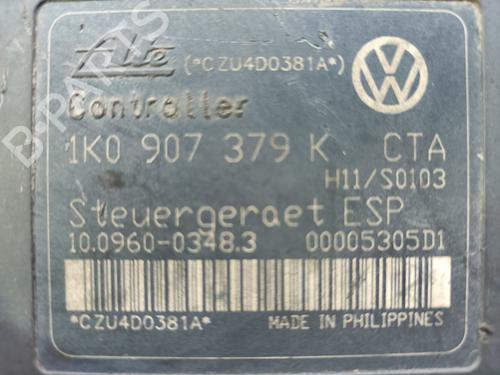 Ate (*CZU4D0381A*)
Controller
1K0 907 379 K CTA
H11/S0103
Steuergeraet ESP
10.0960-0348.3 00005305D1
*CZU4D0381A* MADE IN PHILIPPINES
B-PARTS